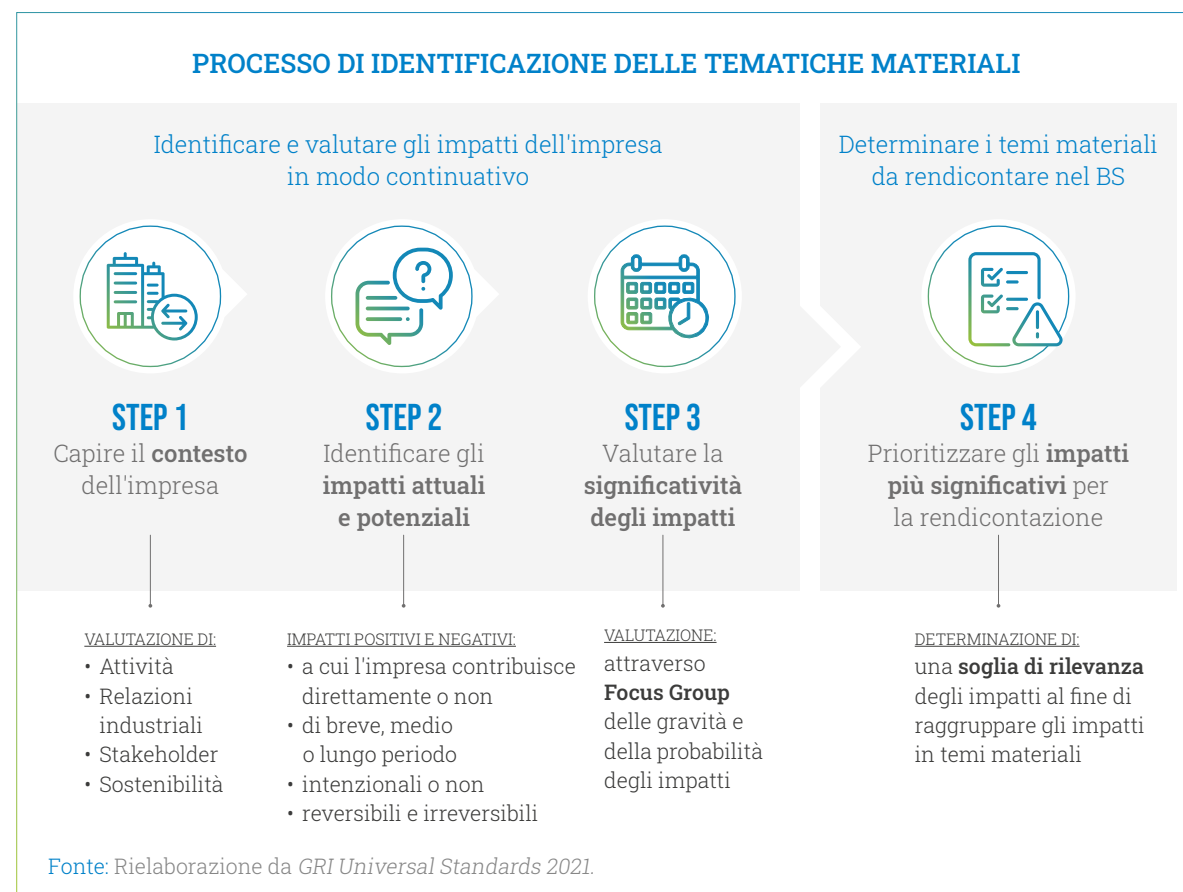 PROCESSO DI IDENTIFICAZIONE DELLE TEMATICHE MATERIALI
Identificare e valutare gli impatti dell'impresa
in modo continuativo
Determinare i temi materiali
da rendicontare nel BS
STEP 1
Capire il contesto
dell'impresa
STEP 2
Identificare gli
impatti attuali
e potenziali
STEP 3
Valutare la
significatività
degli impatti
STEP 4
Prioritizzare gli impatti
più significativi per
la rendicontazione
VALUTAZIONE DI:
• Attività
• Relazioni
industriali
• Stakeholder
• Sostenibilità
IMPATTI POSITIVI E NEGATIVI:
• a cui l'impresa contribuisce
direttamente o non
• di breve, medio
o lungo periodo
• intenzionali o non
• reversibili e irreversibili
VALUTAZIONE:
attraverso
Focus Group
delle gravità e
della probabilità
degli impatti
DETERMINAZIONE DI:
una soglia di rilevanza
degli impatti al fine di
raggruppare gli impatti
in temi materiali
Fonte: Rielaborazione da GRI Universal Standards 2021.